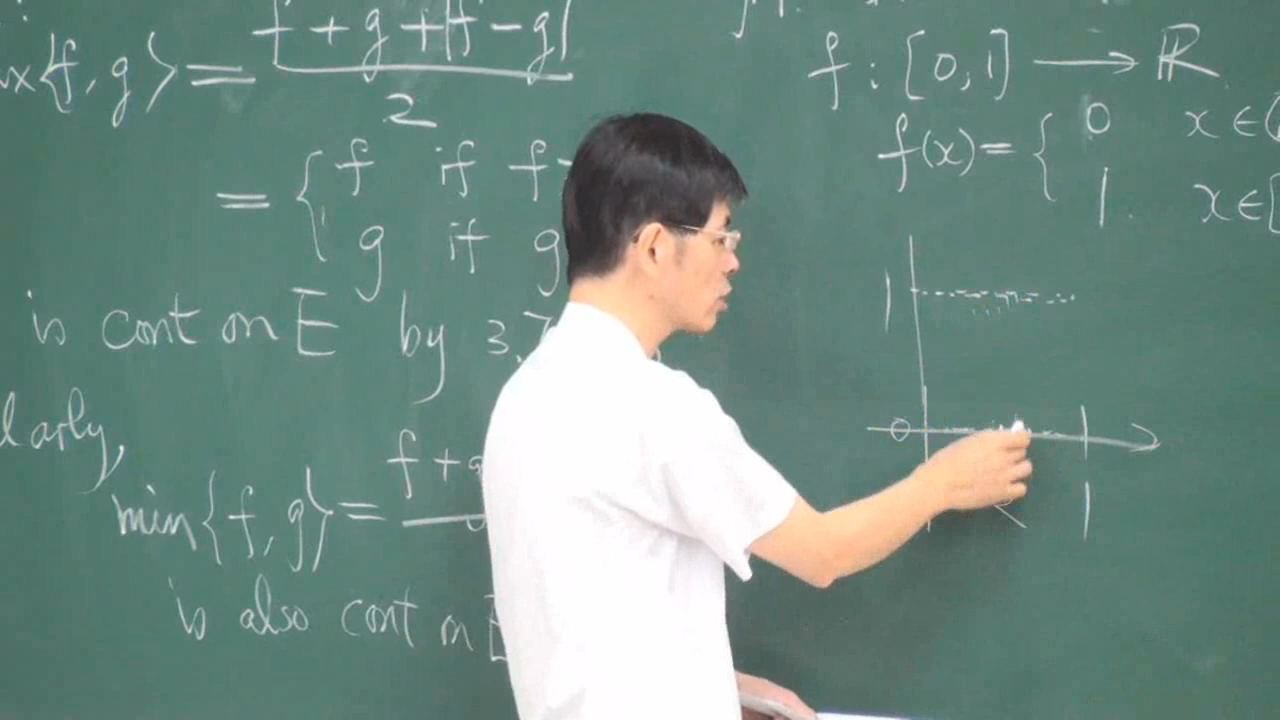 x{f, g} = f + g + |f - g| / 2
= { f if f
g if g
is cont on E by 3.7
larly,
min{f, g} = f +
is also cont on E
f : [0, 1] ⟶ ℝ
f(x) = { 0 x ∈
1. x ∈ [
1
0
1